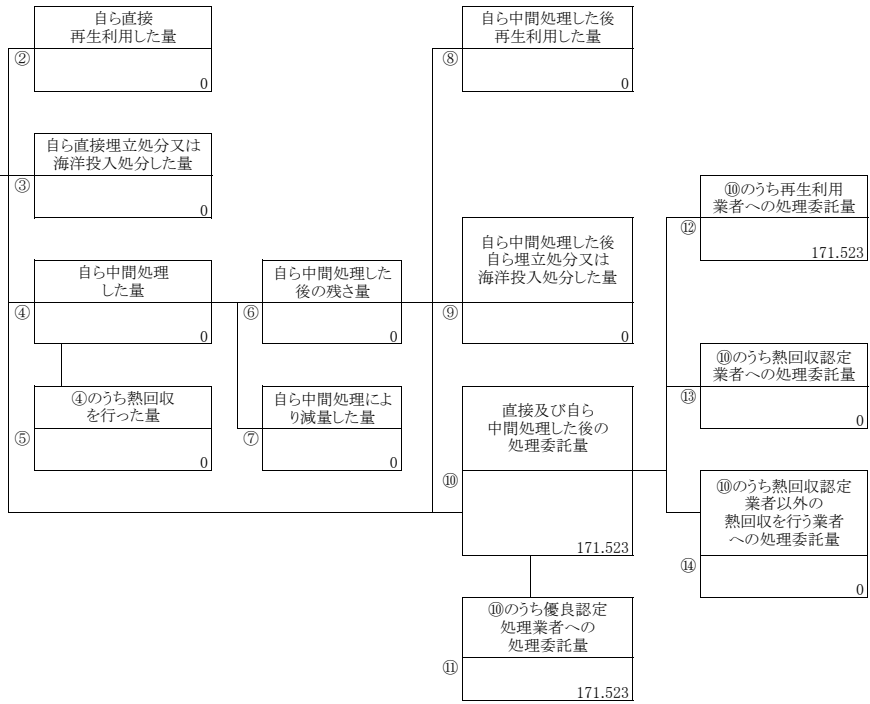 自ら直接
再生利用した量
②
0
自ら直接埋立処分又は
海洋投入処分した量
③
0
自ら中間処理
した量
④
0
④のうち熱回収
を行った量
⑤
0
自ら中間処理した
後の残さ量
⑥
0
自ら中間処理によ
り減量した量
⑦
0
自ら中間処理した後
再生利用した量
⑧
0
自ら中間処理した後
自ら埋立処分又は
海洋投入処分した量
⑨
0
直接及び自ら
中間処理した後の
処理委託量
⑩
171.523
⑩のうち優良認定
処理業者への
処理委託量
⑪
171.523
⑩のうち再生利用
業者への処理委託量
⑫
171.523
⑩のうち熱回収認定
業者への処理委託量
⑬
0
⑩のうち熱回収認定
業者以外の
熱回収を行う業者
への処理委託量
⑭
0